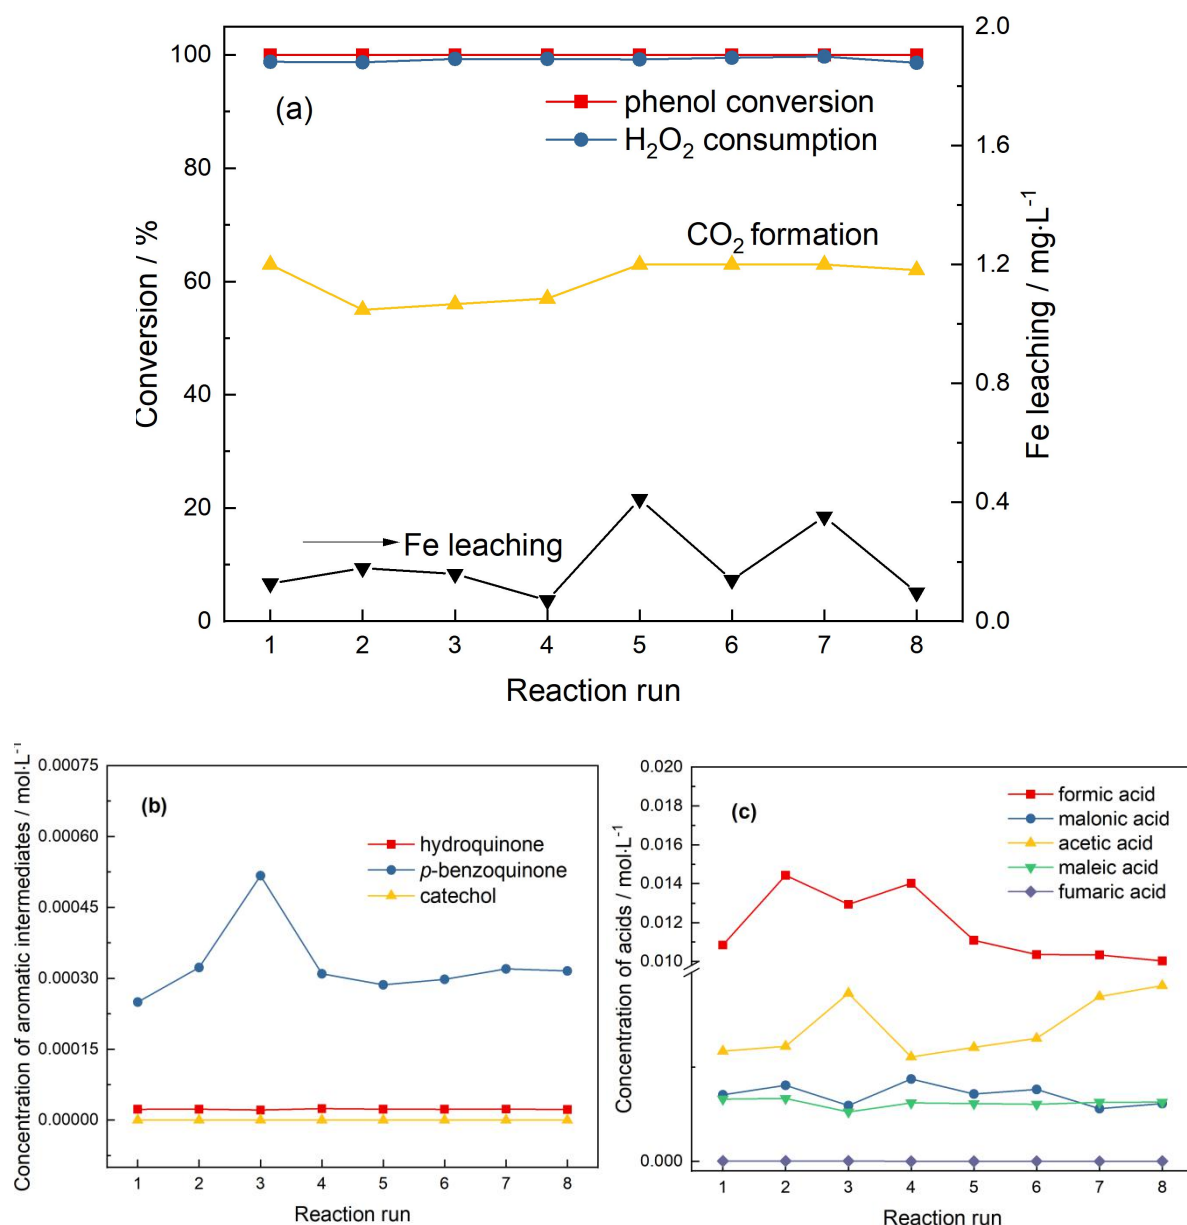 (a)
phenol conversion
H₂O₂ consumption
CO₂ formation
Fe leaching
Conversion / %
100
80
60
40
20
0
Fe leaching / mg·L⁻¹
2.0
1.6
1.2
0.8
0.4
0.0
1 2 3 4 5 6 7 8
Reaction run
(b)
hydroquinone
p-benzoquinone
catechol
Concentration of aromatic intermediates / mol·L⁻¹
0.00075
0.00060
0.00045
0.00030
0.00015
0.00000
1 2 3 4 5 6 7 8
Reaction run
(c)
formic acid
malonic acid
acetic acid
maleic acid
fumaric acid
Concentration of acids / mol·L⁻¹
0.020
0.018
0.016
0.014
0.012
0.010
0.000
1 2 3 4 5 6 7 8
Reaction run